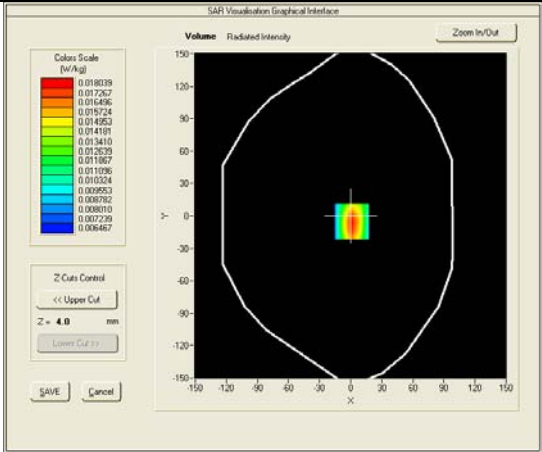 SAR Visualisation Graphical Interface
Colors Scale
(W/kg)
0.018039
0.017267
0.016496
0.015724
0.014953
0.014181
0.013410
0.012639
0.011867
0.011096
0.010324
0.009553
0.008782
0.008010
0.007239
0.006467
Z-Cuts Control
<< Upper Cut
Z = 4.0 mm
Lower Cut >>
SAVE Cancel
Volume Radiated Intensity
Zoom In/Out
150
120
90
60
30
0
-30
-60
-90
-120
-150
Y
-150 -120 -90 -60 -30 0 30 60 90 120 150
X